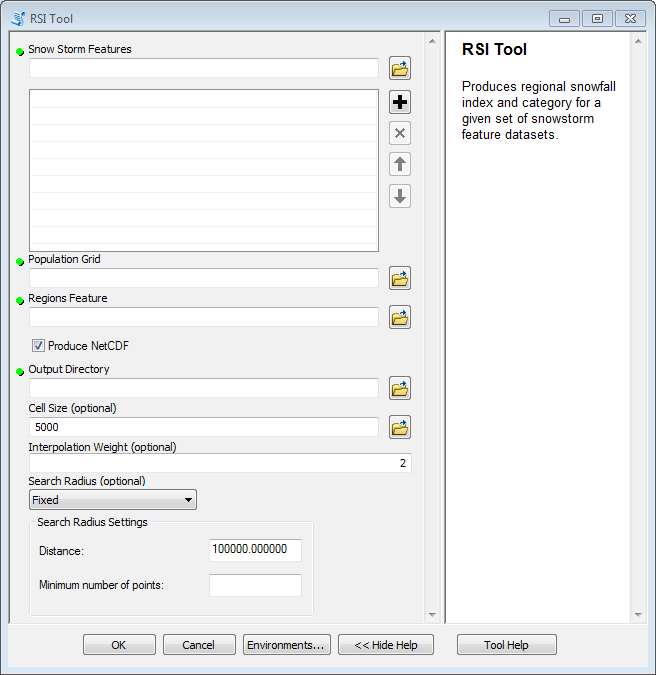 RSI Tool
Snow Storm Features
Population Grid
Regions Feature
Produce NetCDF
Output Directory
Cell Size (optional)
5000
Interpolation Weight (optional)
2
Search Radius (optional)
Fixed
Search Radius Settings
Distance:
100000.000000
Minimum number of points:
RSI Tool
Produces regional snowfall
index and category for a
given set of snowstorm
feature datasets.
OK
Cancel
Environments...
<< Hide Help
Tool Help